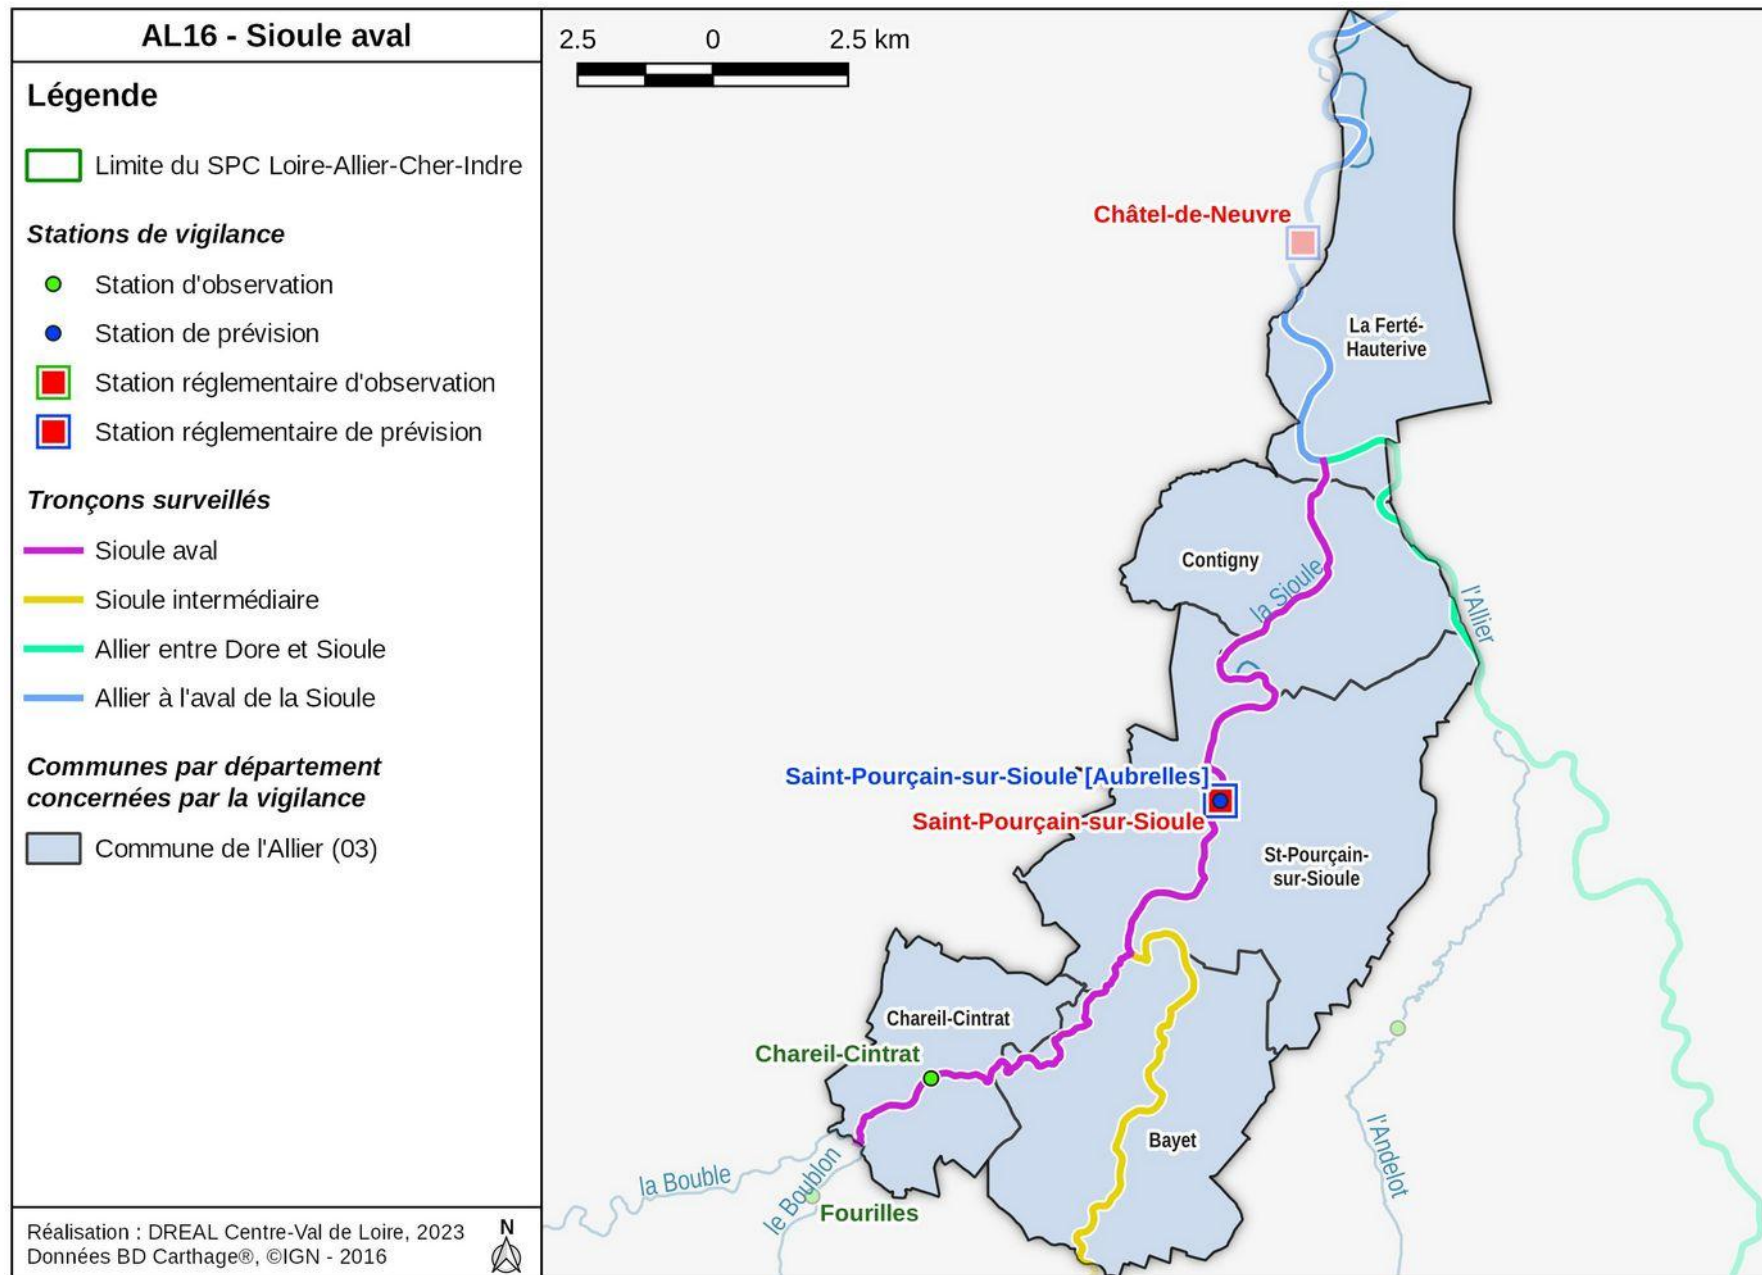 AL16 - Sioule aval
Légende
Limite du SPC Loire-Allier-Cher-Indre
Stations de vigilance
Station d'observation
Station de prévision
Station réglementaire d'observation
Station réglementaire de prévision
Tronçons surveillés
Sioule aval
Sioule intermédiaire
Allier entre Dore et Sioule
Allier à l'aval de la Sioule
Communes par département
concernées par la vigilance
Commune de l'Allier (03)
Réalisation : DREAL Centre-Val de Loire, 2023
Données BD Carthage®, ©IGN - 2016
N
2.5 0 2.5 km
Châtel-de-Neuvre
La Ferté-
Hauterive
Contigny
la Sioule
l'Allier
Saint-Pourçain-sur-Sioule [Aubrelles]
Saint-Pourçain-sur-Sioule
St-Pourçain-
sur-Sioule
Chareil-Cintrat
Chareil-Cintrat
Bayet
l'Andelot
la Bouble
le Boublon
Fourilles